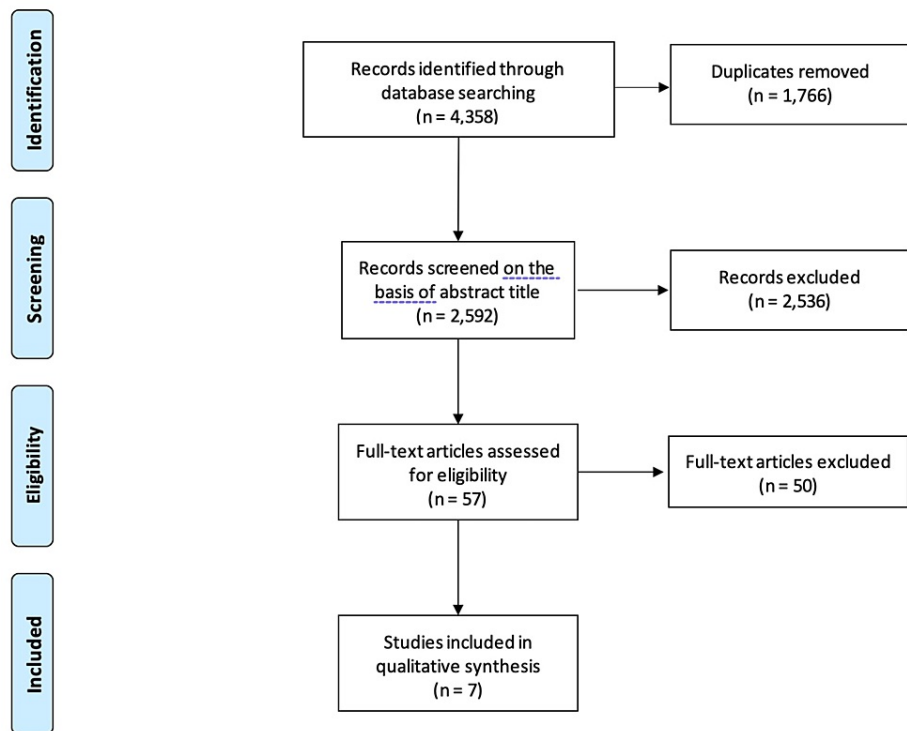 Identification
Records identified through
database searching
(n = 4,358)
Duplicates removed
(n = 1,766)
Screening
Records screened on the
basis of abstract title
(n = 2,592)
Records excluded
(n = 2,536)
Eligibility
Full-text articles assessed
for eligibility
(n = 57)
Full-text articles excluded
(n = 50)
Included
Studies included in
qualitative synthesis
(n = 7)